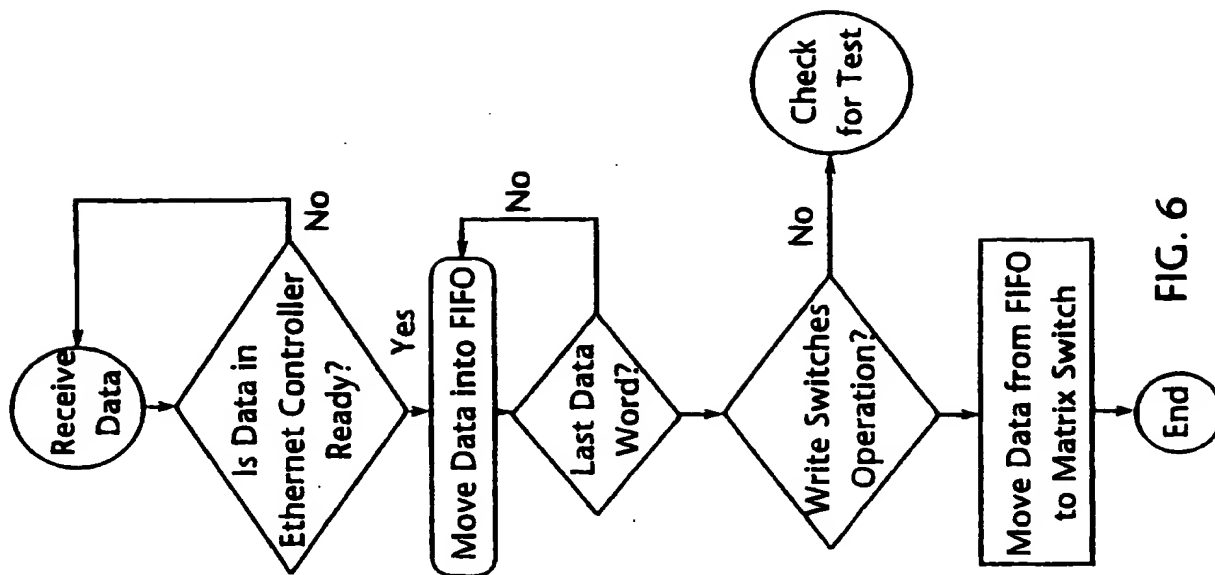 Receive
Data
Is Data in
Ethernet Controller
Ready?
No
Yes
Move Data into FIFO
No
Last Data
Word?
Write Switches
Operation?
No
Check
for Test
Move Data from FIFO
to Matrix Switch
End
FIG. 6